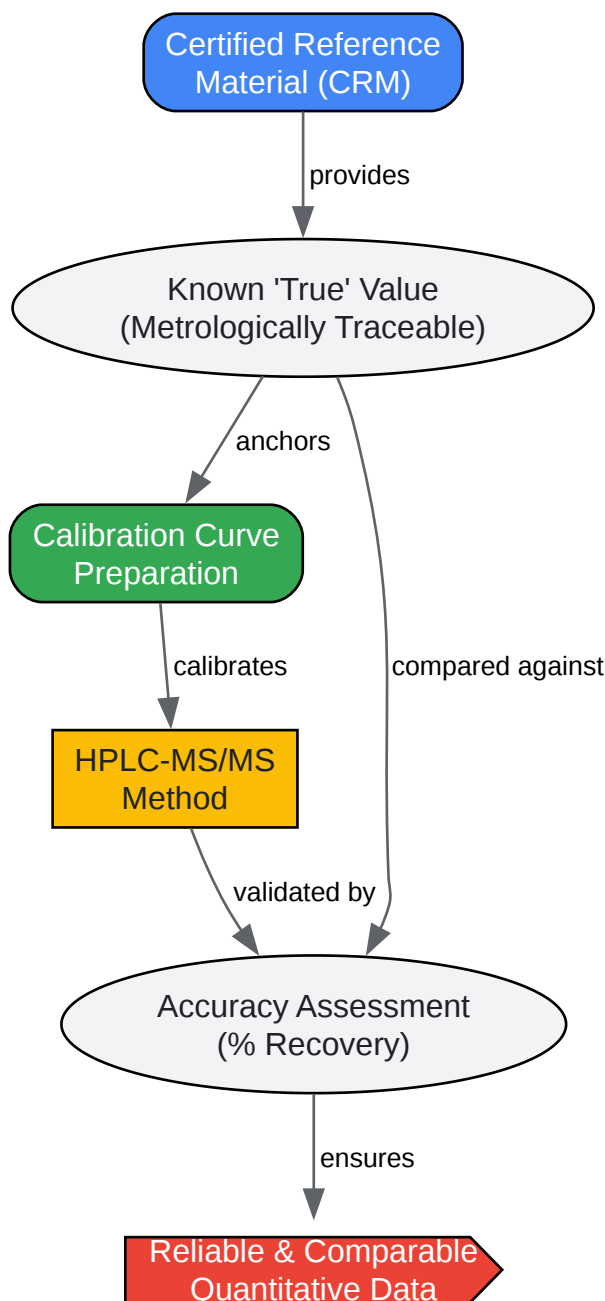 Certified Reference
Material (CRM)
provides
Known 'True' Value
(Metrologically Traceable)
anchors
Calibration Curve
Preparation
calibrates
compared against
HPLC-MS/MS
Method
validated by
Accuracy Assessment
(% Recovery)
ensures
Reliable & Comparable
Quantitative Data